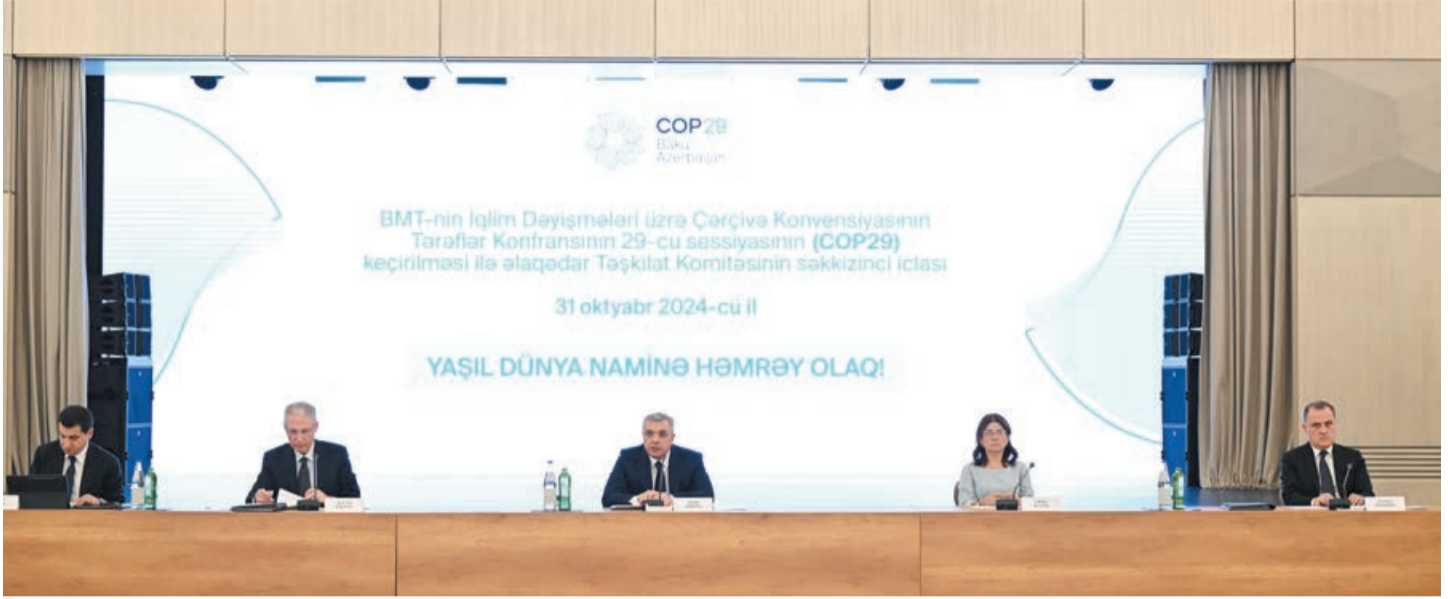 COP29
Baku
Azerbaijan
BMT-nin İqlim Dəyişmələri üzrə Çərçivə Konvensiyasının
Tərəflər Konfransının 29-cu sessiyasının (COP29)
keçirilməsi ilə əlaqədar Təşkilat Komitəsinin səkkizinci iclası
31 oktyabr 2024-cü il
YAŞIL DÜNYA NAMİNƏ HƏMRƏY OLAQ!